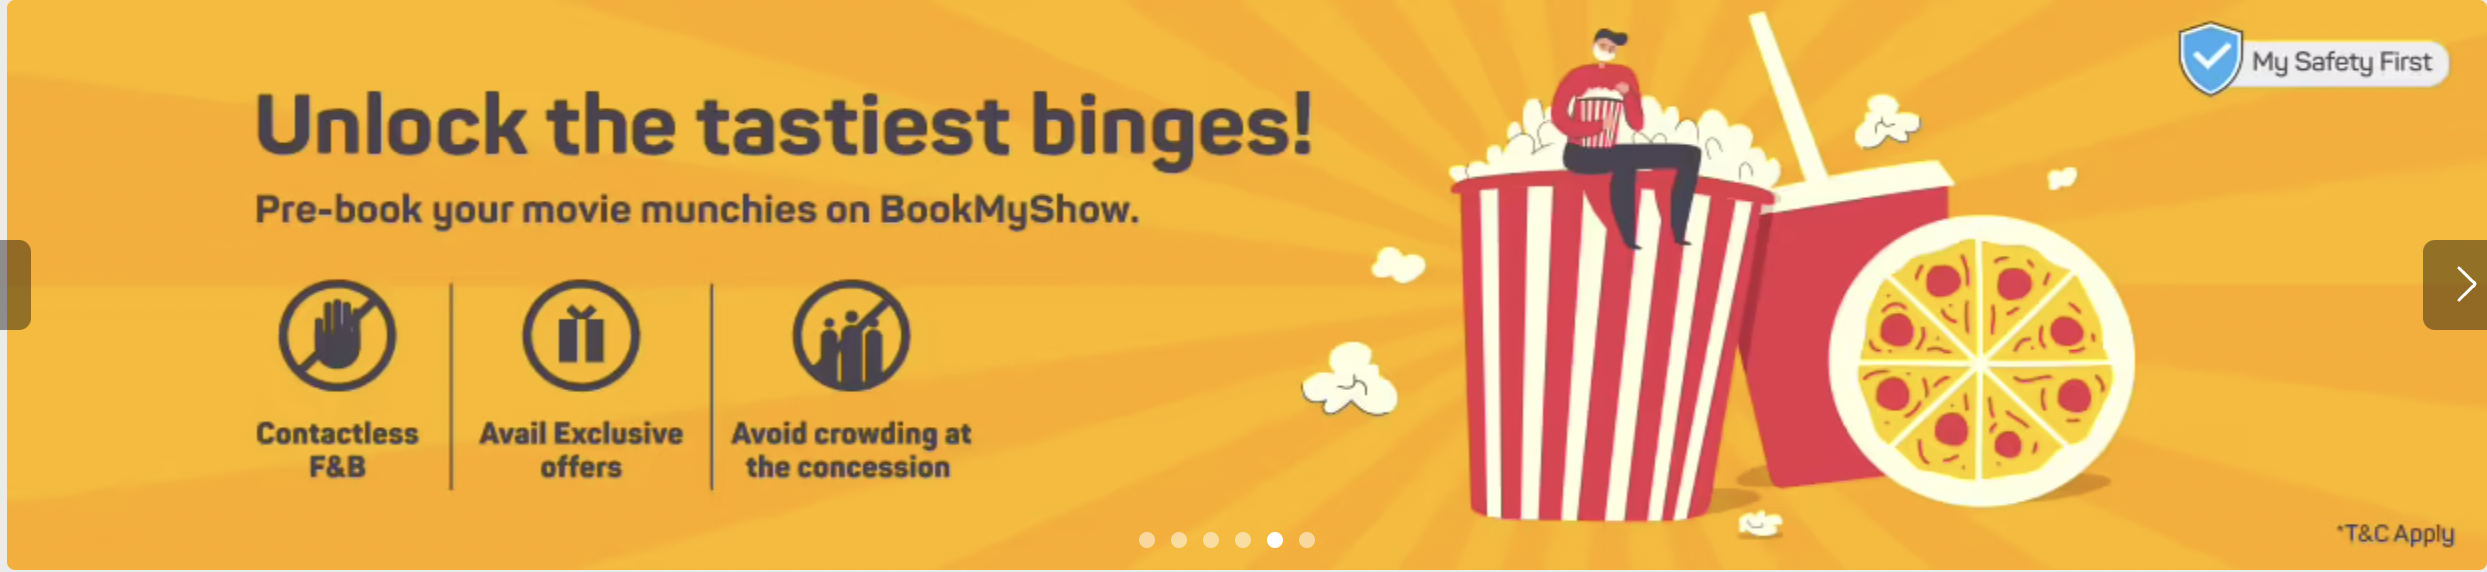 My Safety First
Unlock the tastiest binges!
Pre-book your movie munchies on BookMyShow.
Contactless
F&B
Avail Exclusive
offers
Avoid crowding at
the concession
*T&C Apply